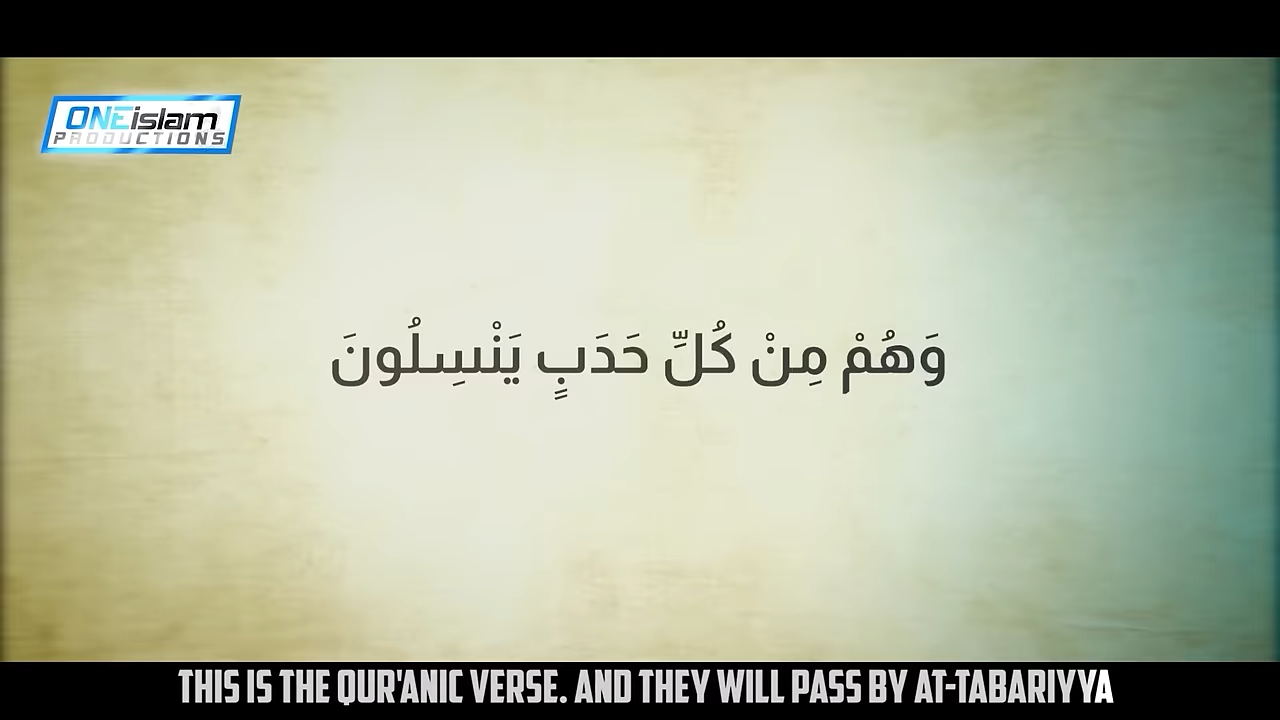 ONEislam
PRODUCTIONS
وَهُمْ مِنْ كُلِّ حَدَبٍ يَنْسِلُونَ
THIS IS THE QUR'ANIC VERSE. AND THEY WILL PASS BY AT-TABARIYYA